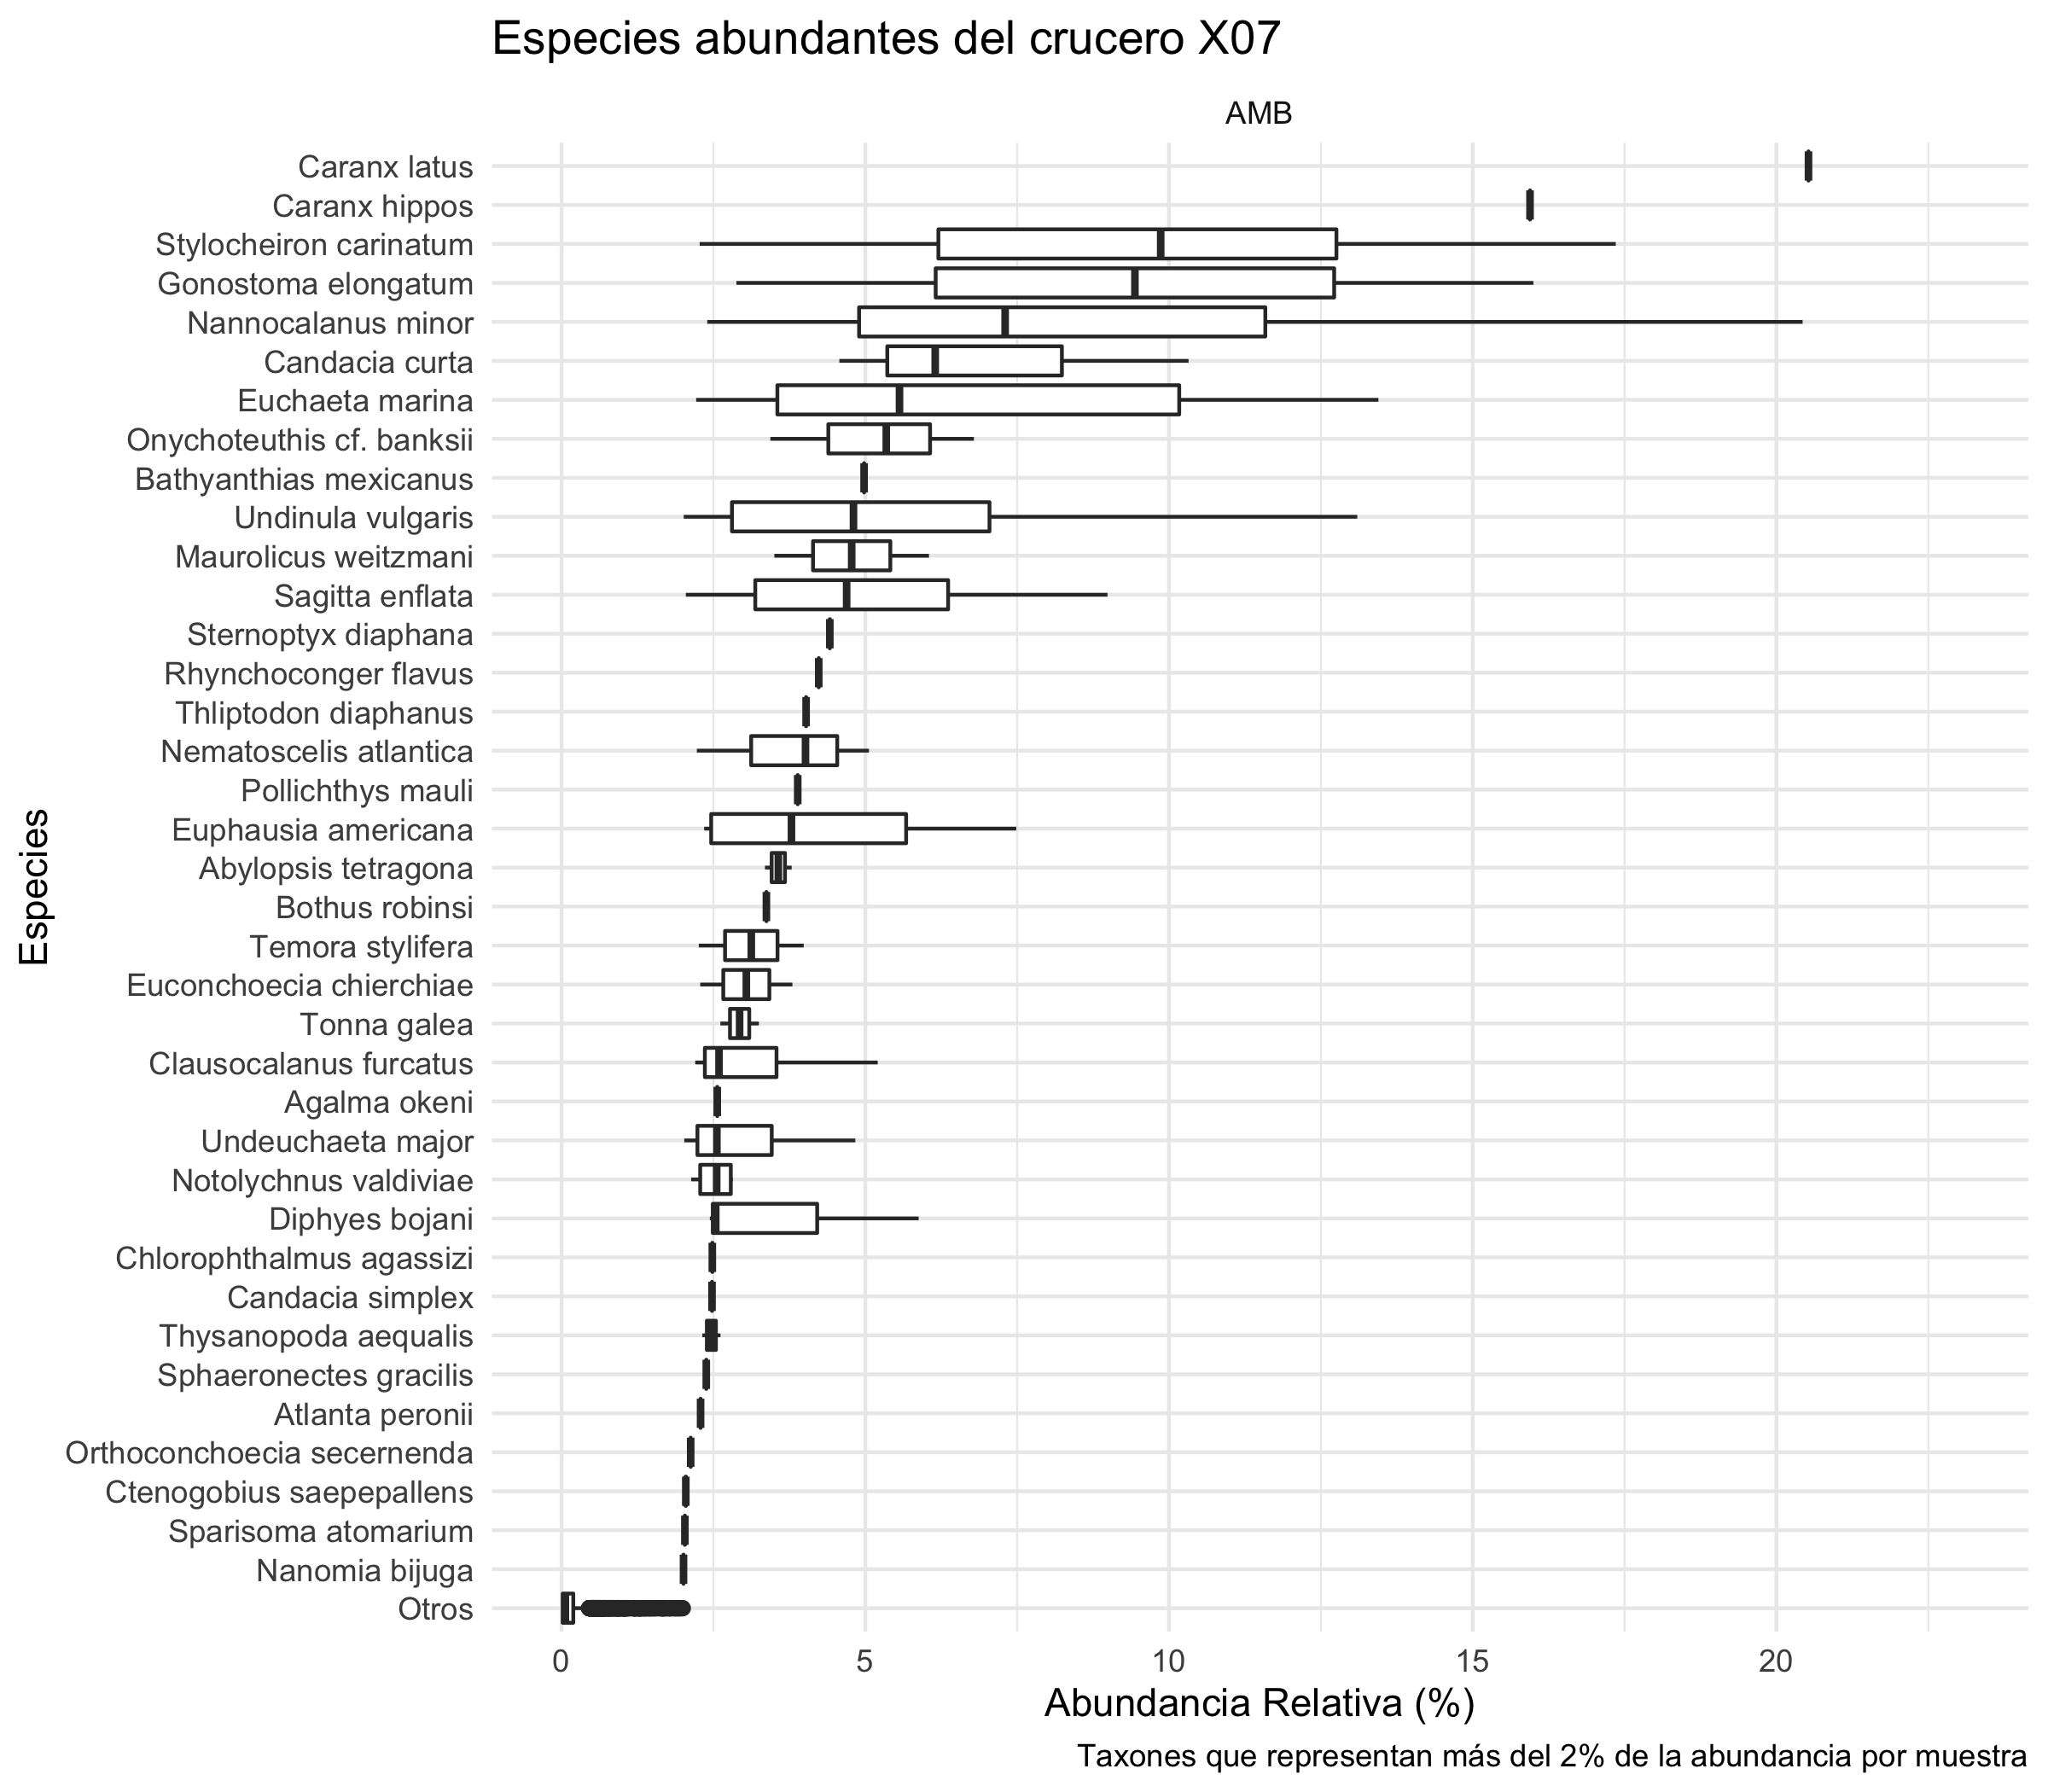 Especies abundantes del crucero X07
AMB
Caranx latus
Caranx hippos
Stylocheiron carinatum
Gonostoma elongatum
Nannocalanus minor
Candacia curta
Euchaeta marina
Onychoteuthis cf. banksii
Bathyanthias mexicanus
Undinula vulgaris
Maurolicus weitzmani
Sagitta enflata
Sternoptyx diaphana
Rhynchoconger flavus
Thliptodon diaphanus
Nematoscelis atlantica
Pollichthys mauli
Euphausia americana
Abylopsis tetragona
Bothus robinsi
Temora stylifera
Euconchoecia chierchiae
Tonna galea
Clausocalanus furcatus
Agalma okeni
Undeuchaeta major
Notolychnus valdiviae
Diphyes bojani
Chlorophthalmus agassizi
Candacia simplex
Thysanopoda aequalis
Sphaeronectes gracilis
Atlanta peronii
Orthoconchoecia secernenda
Ctenogobius saepepallens
Sparisoma atomarium
Nanomia bijuga
Otros
Especies
0 5 10 15 20
Abundancia Relativa (%)
Taxones que representan más del 2% de la abundancia por muestra